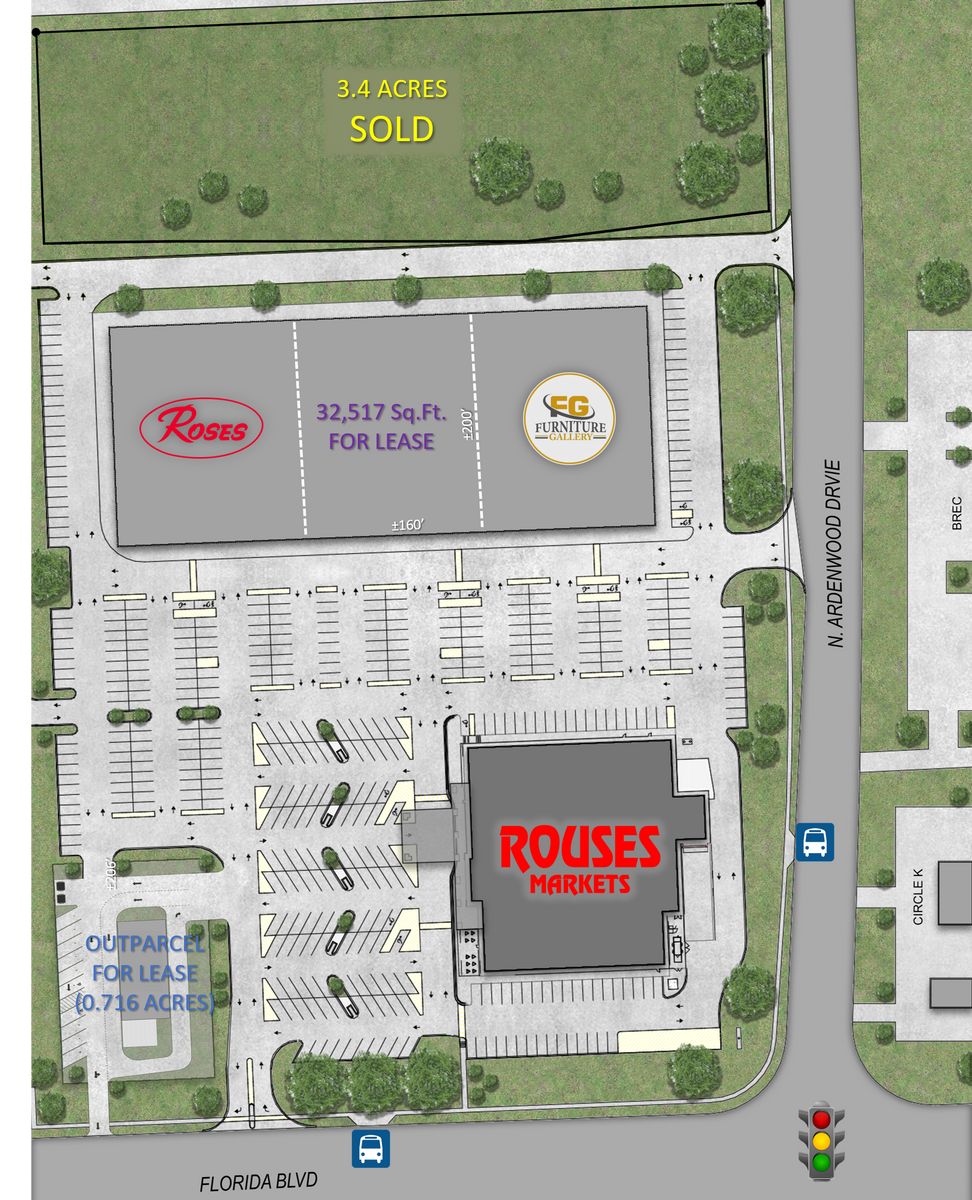 3.4 ACRES
SOLD
ROSES
32,517 Sq.Ft.
FOR LEASE
±200'
±160'
FG
FURNITURE
GALLERY
N. ARDENWOOD DRVIE
BREC
ROUSES
MARKETS
CIRCLE K
±200'
OUTPARCEL
FOR LEASE
(0.716 ACRES)
FLORIDA BLVD